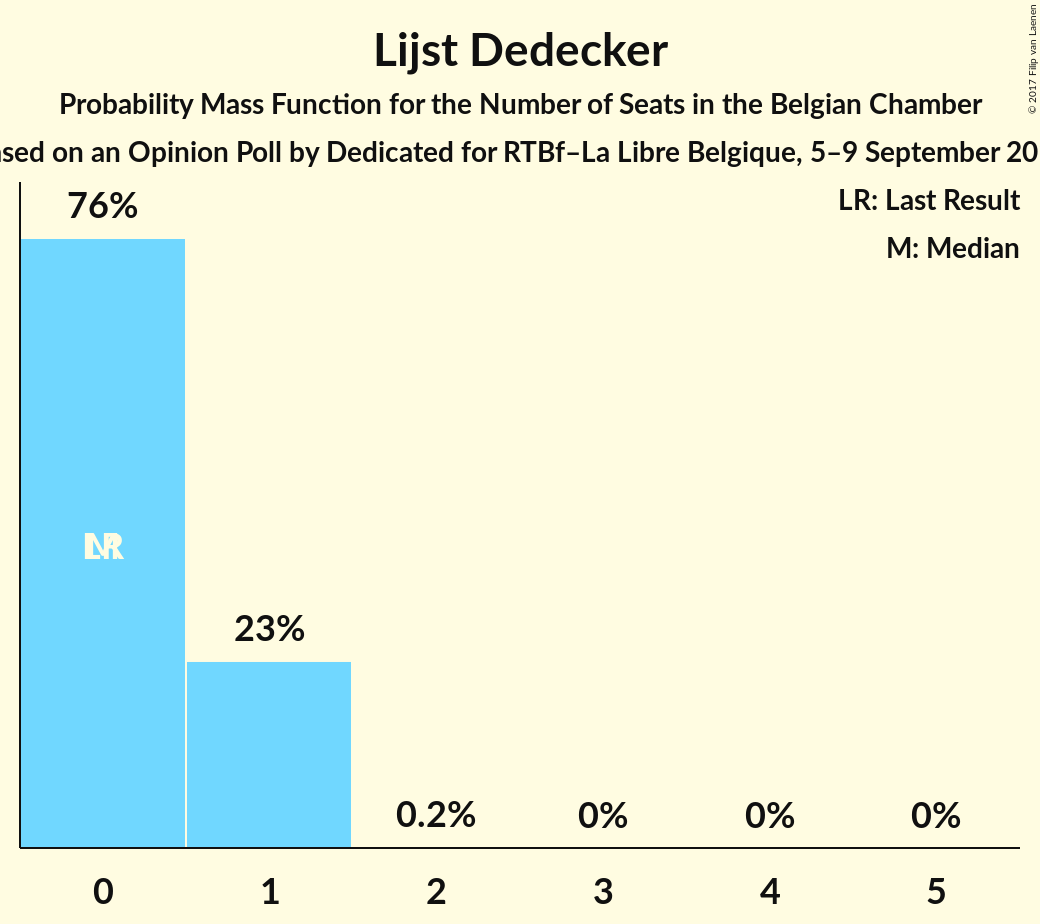 Lijst Dedecker
Probability Mass Function for the Number of Seats in the Belgian Chamber
on an Opinion Poll by Dedicated for RTBf–La Libre Belgique, 5–9 September
© 2017 Filip van Laenen
LR: Last Result
M: Median
76%
LR
M
23%
0.2%
0%
0%
0%
0 1 2 3 4 5